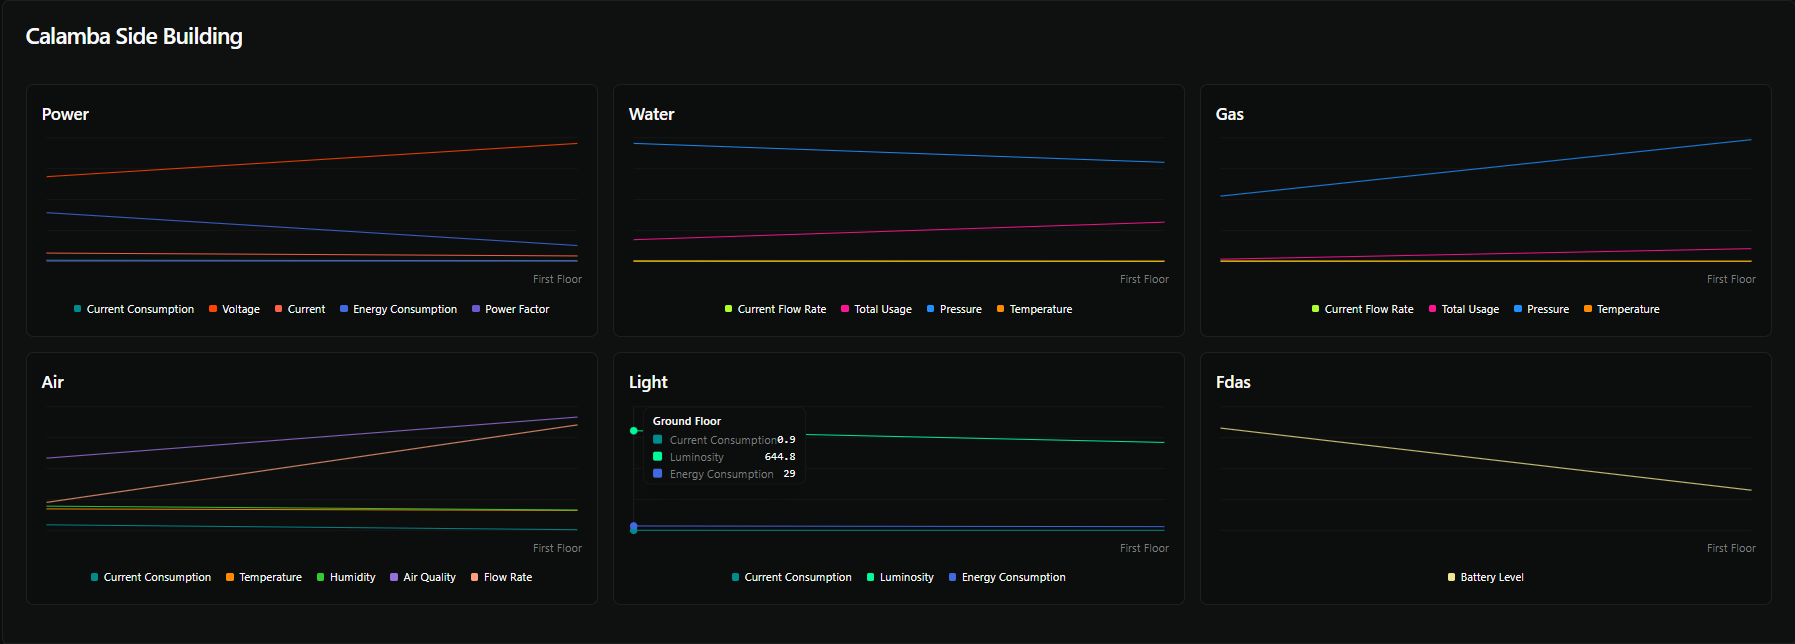 Calamba Side Building
Power
First Floor
Current Consumption Voltage Current Energy Consumption Power Factor
Water
First Floor
Current Flow Rate Total Usage Pressure Temperature
Gas
First Floor
Current Flow Rate Total Usage Pressure Temperature
Air
First Floor
Current Consumption Temperature Humidity Air Quality Flow Rate
Light
Ground Floor
Current Consumption 0.9
Luminosity 644.8
Energy Consumption 29
First Floor
Current Consumption Luminosity Energy Consumption
Fdas
First Floor
Battery Level